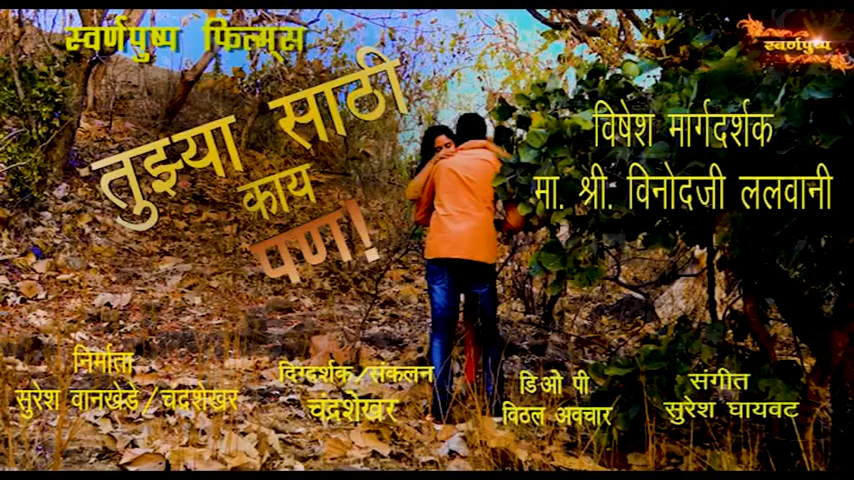 स्वर्णपुष्प फिल्म्स
स्वर्णपुष्प
तुझ्या साठी
काय
पण!
विषेश मार्गदर्शक
मा. श्री. विनोदजी ललवानी
निर्माता
सुरेश वानखेडे/चद्रशेखर
दिग्दर्शक/संकलन
चंद्रशेखर
डिओ पी
विठल अवचार
संगीत
सुरेश घायवट